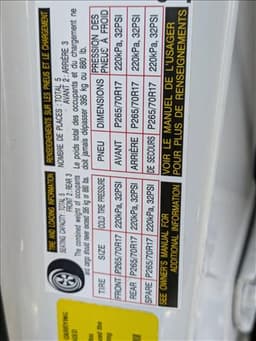 TIRE AND LOADING INFORMATION
SEATING CAPACITY: TOTAL 5
FRONT : 2 REAR : 3
The combined weight of occupants
and cargo should never exceed 395 kg or 880 lbs.
TIRE SIZE COLD TIRE PRESSURE
FRONT P265/70R17 220kPa, 32PSI
REAR P265/70R17 220kPa, 32PSI
SPARE P265/70R17 220kPa, 32PSI
SEE OWNER'S MANUAL FOR
ADDITIONAL INFORMATION
RENSEIGNEMENTS SUR LES PNEUS ET LE CHARGEMENT
NOMBRE DE PLACES : TOTAL 5
AVANT 2 : ARRIÈRE 3
Le poids total des occupants et du chargement ne
doit jamais dépasser 395 kg ou 880 lb.
PNEU DIMENSIONS PRESSION DES
PNEUS À FROID
AVANT P265/70R17 220kPa, 32PSI
ARRIÈRE P265/70R17 220kPa, 32PSI
DE SECOURS P265/70R17 220kPa, 32PSI
VOIR LE MANUEL DE L'USAGER
POUR PLUS DE RENSEIGNEMENTS